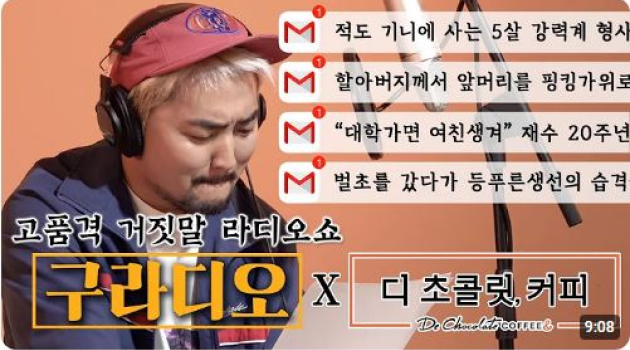 1
적도 기니에 사는 5살 강력계 형사
1
할아버지께서 앞머리를 핑킹가위로
1
"대학가면 여친생겨" 재수 20주년
1
벌초를 갔다가 등푸른생선의 습격
고품격 거짓말 라디오쇼
구라디오 X 디 초콜릿, 커피
De Chocolate COFFEE&
9:08